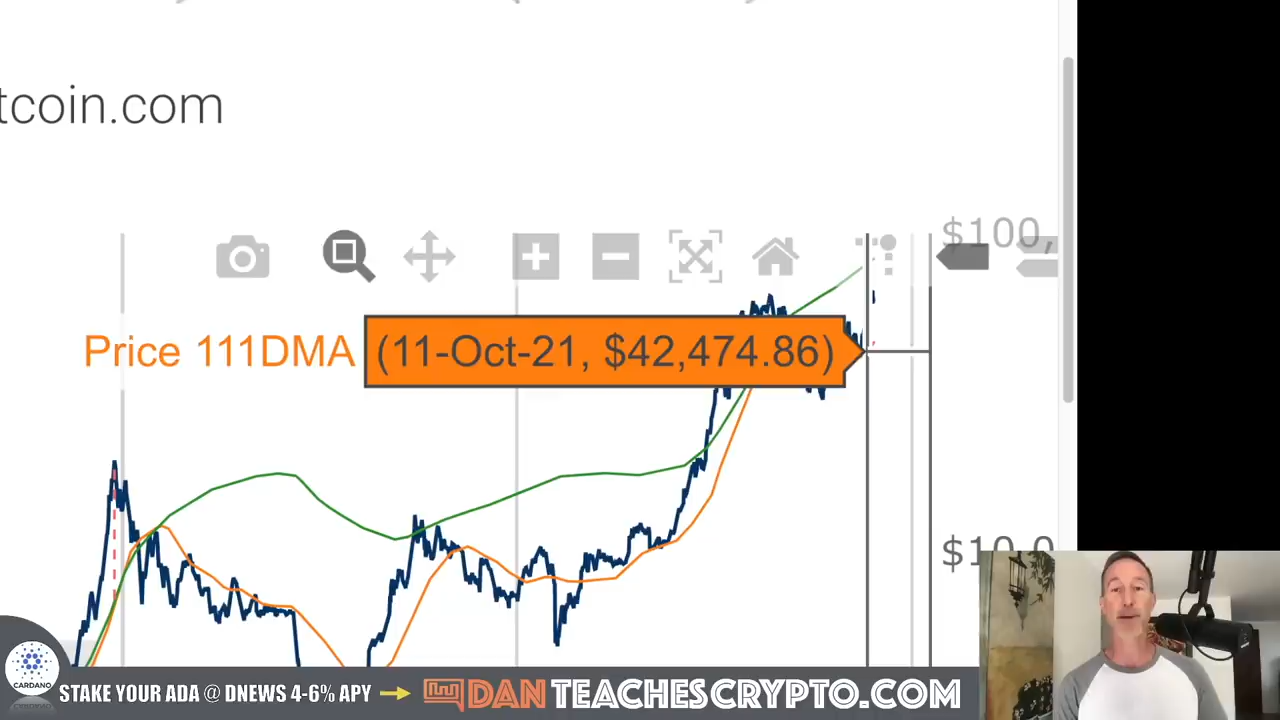 tcoin.com
$100,
Price 111DMA (11-Oct-21, $42,474.86)
$10,0
CARDANO
STAKE YOUR ADA @ DNEWS 4-6% APY
DANTEACHESCRYPTO.COM